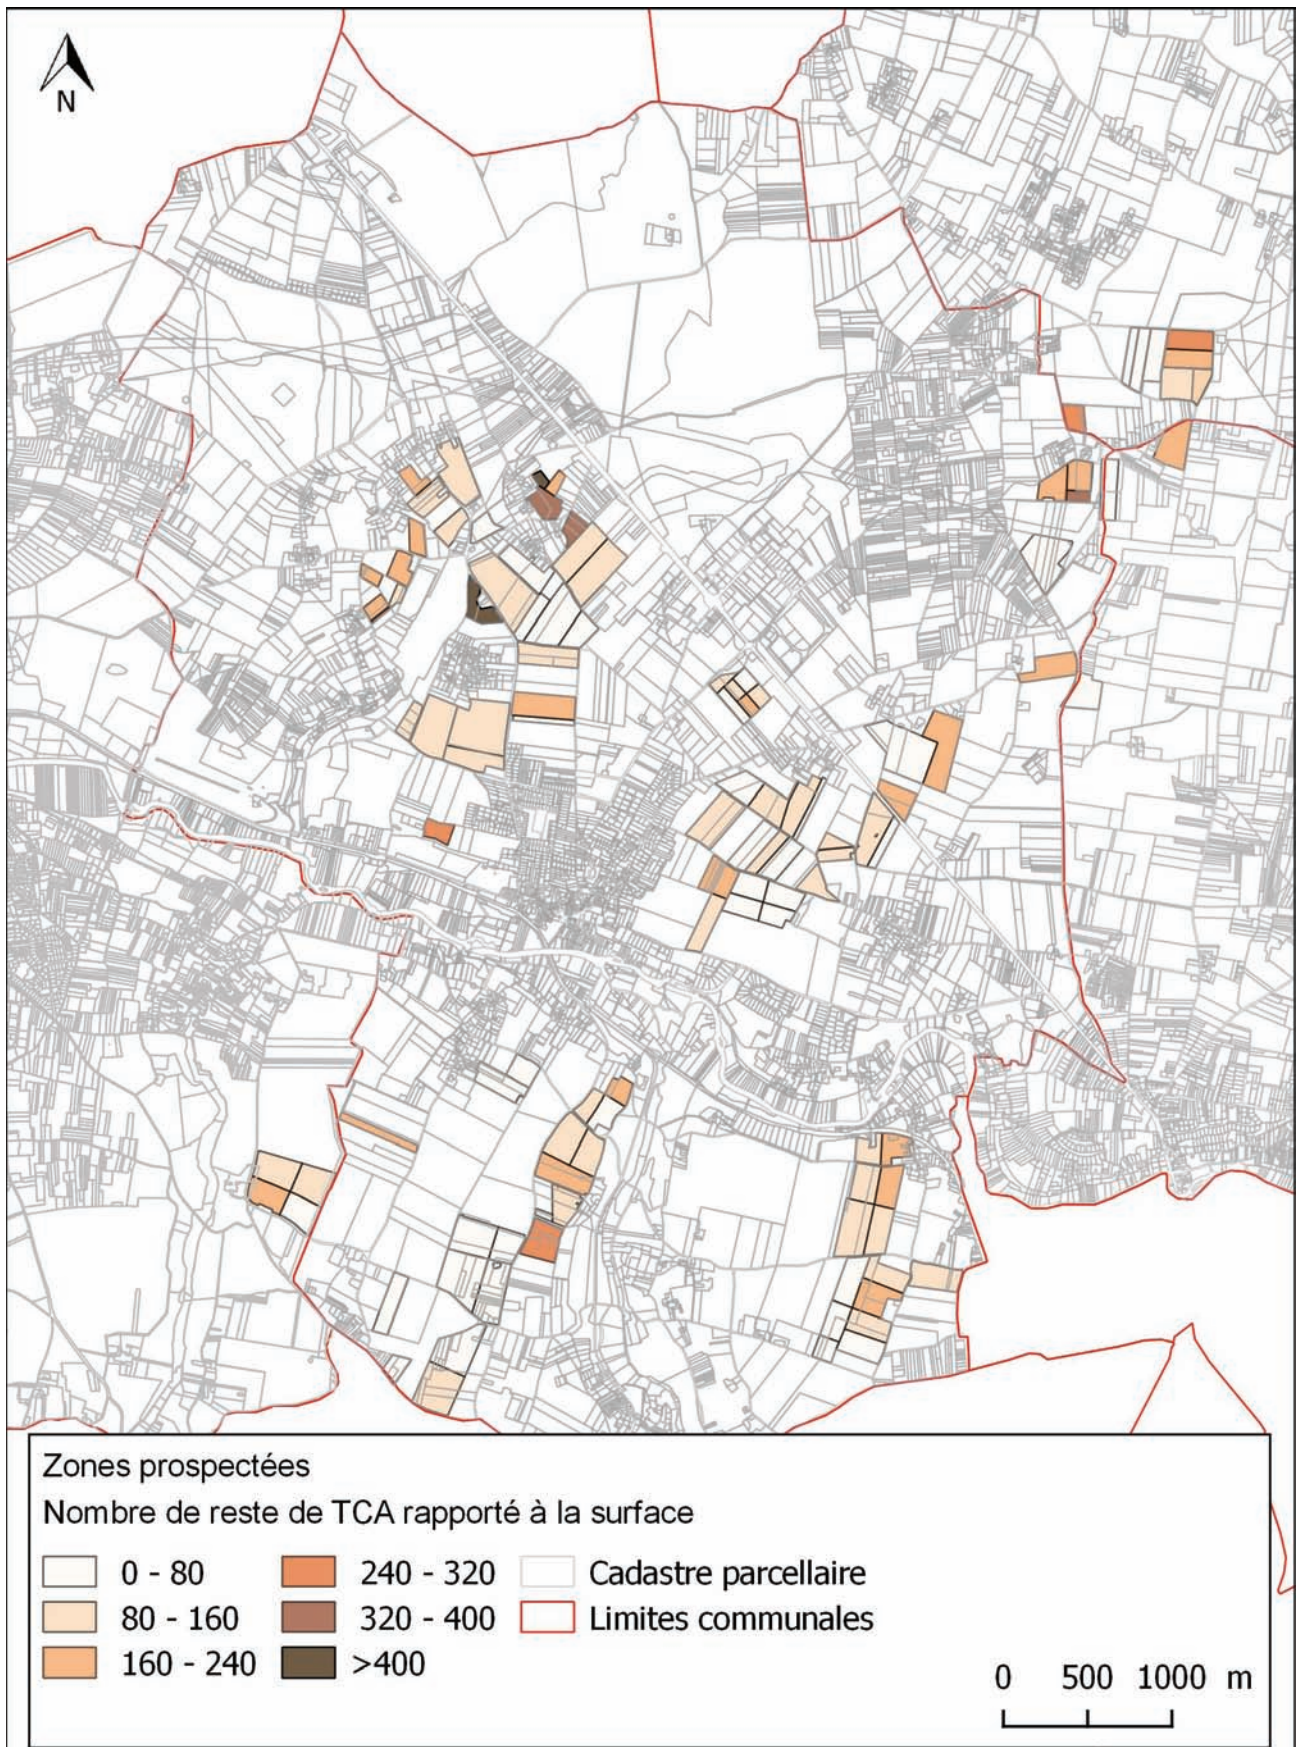 N
Zones prospectées
Nombre de reste de TCA rapporté à la surface
0 - 80
240 - 320
Cadastre parcellaire
80 - 160
320 - 400
Limites communales
160 - 240
>400
0 500 1000 m